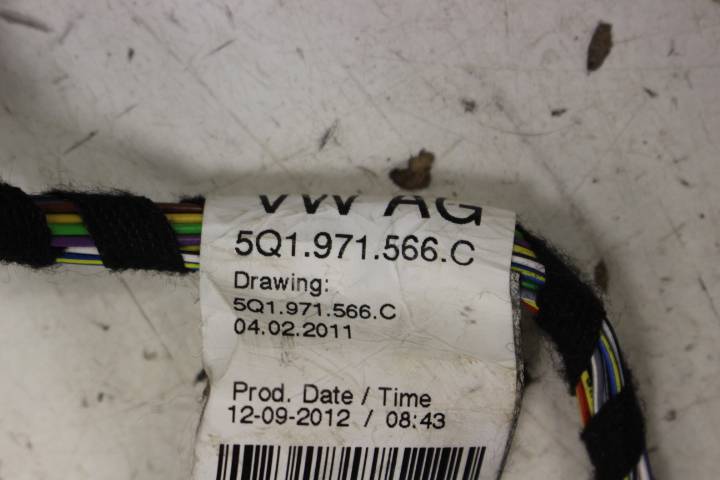 VW AG
5Q1.971.566.C
Drawing:
5Q1.971.566.C
04.02.2011
Prod. Date / Time
12-09-2012 / 08:43